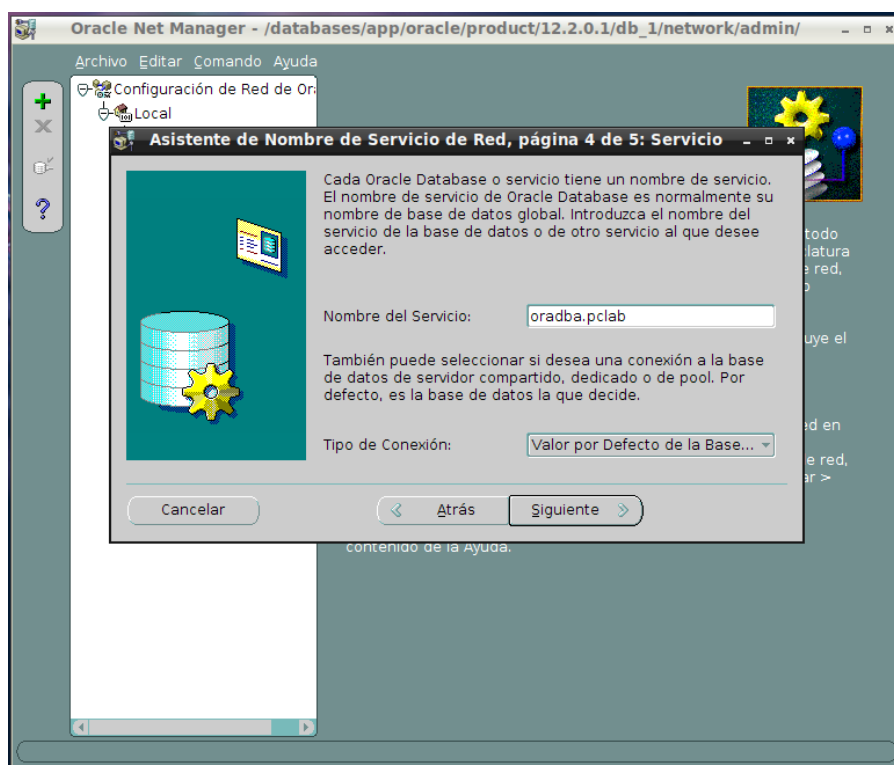 Oracle Net Manager - /databases/app/oracle/product/12.2.0.1/db_1/network/admin/
Archivo Editar Comando Ayuda
Configuración de Red de Or
Local
Asistente de Nombre de Servicio de Red, página 4 de 5: Servicio
Cada Oracle Database o servicio tiene un nombre de servicio.
El nombre de servicio de Oracle Database es normalmente su
nombre de base de datos global. Introduzca el nombre del
servicio de la base de datos o de otro servicio al que desee
acceder.
Nombre del Servicio: oradba.pclab
También puede seleccionar si desea una conexión a la base
de datos de servidor compartido, dedicado o de pool. Por
defecto, es la base de datos la que decide.
Tipo de Conexión: Valor por Defecto de la Base...
Cancelar
Atrás
Siguiente
todo
latura
e red,
uye el
ed en
e red,
ar >
contenido de la Ayuda.